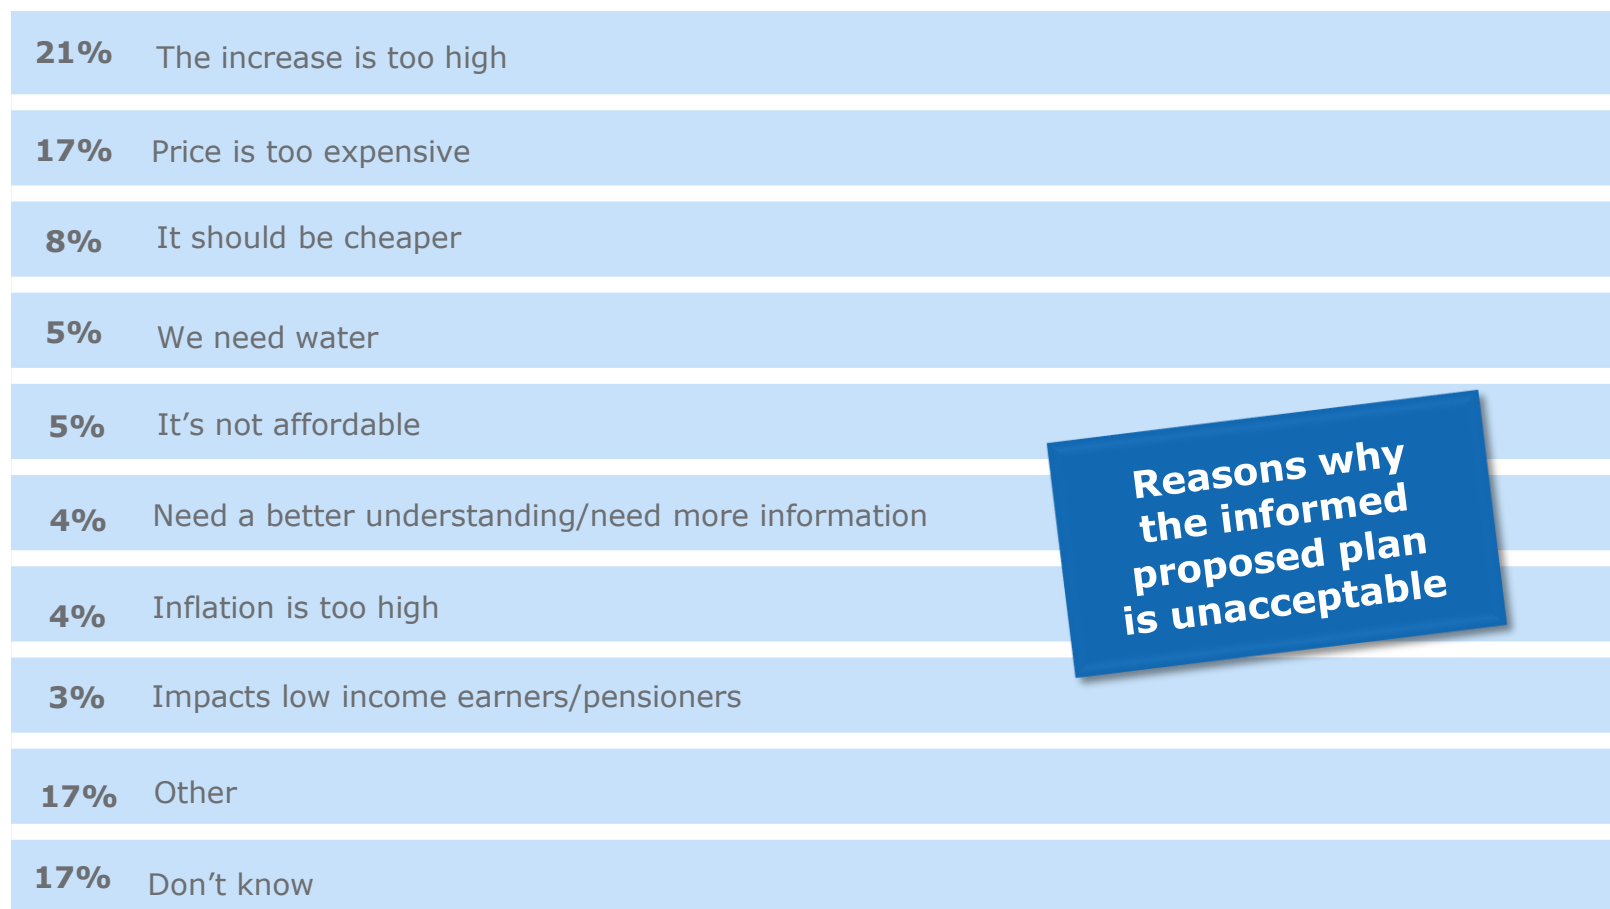 21% The increase is too high
17% Price is too expensive
8% It should be cheaper
5% We need water
5% It’s not affordable
4% Need a better understanding/need more information
4% Inflation is too high
3% Impacts low income earners/pensioners
17% Other
17% Don’t know
Reasons why
the informed
proposed plan
is unacceptable